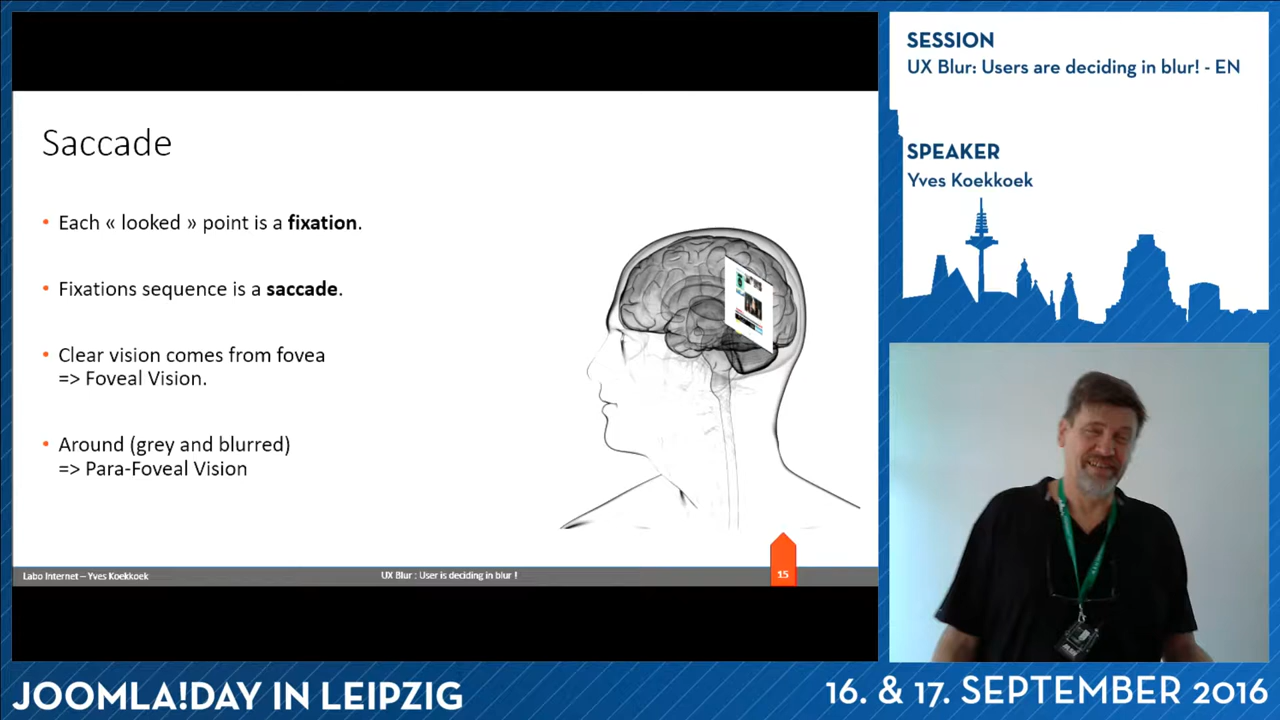 Saccade
• Each « looked » point is a fixation.
• Fixations sequence is a saccade.
• Clear vision comes from fovea
=> Foveal Vision.
• Around (grey and blurred)
=> Para-Foveal Vision
Labo Internet – Yves Koekkoek
UX Blur : User is deciding in blur !
15
SESSION
UX Blur: Users are deciding in blur! - EN
SPEAKER
Yves Koekkoek
JOOMLA!DAY IN LEIPZIG
16. & 17. SEPTEMBER 2016